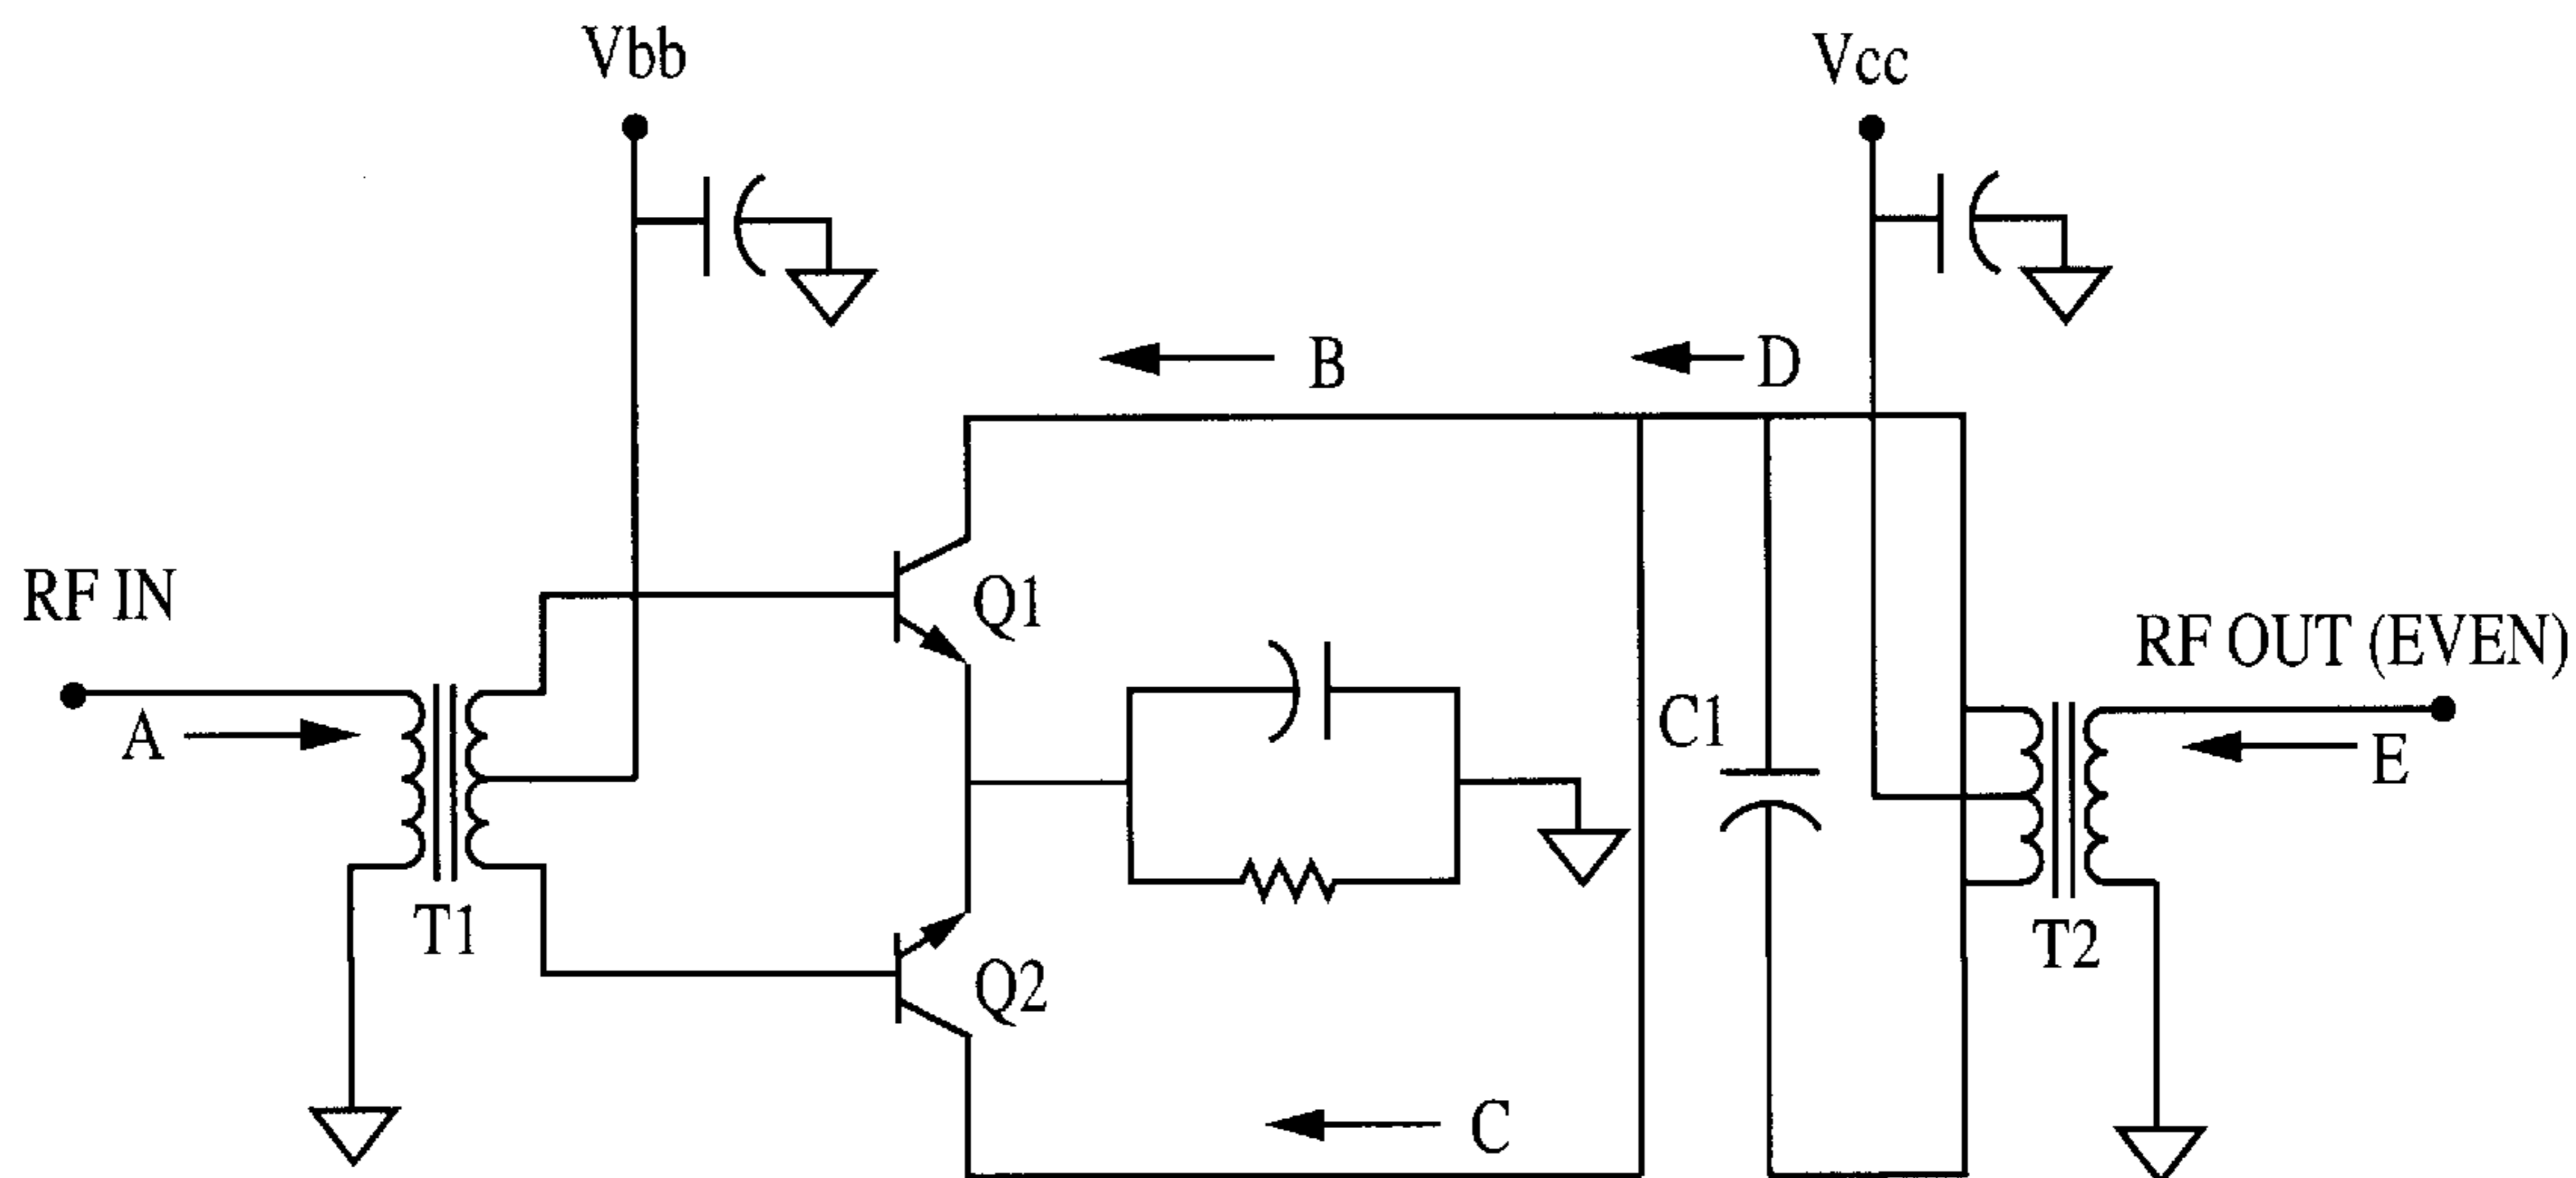 Vbb
Vcc
B
D
RF IN
Q1
RF OUT (EVEN)
A
C1
E
T1
T2
Q2
C